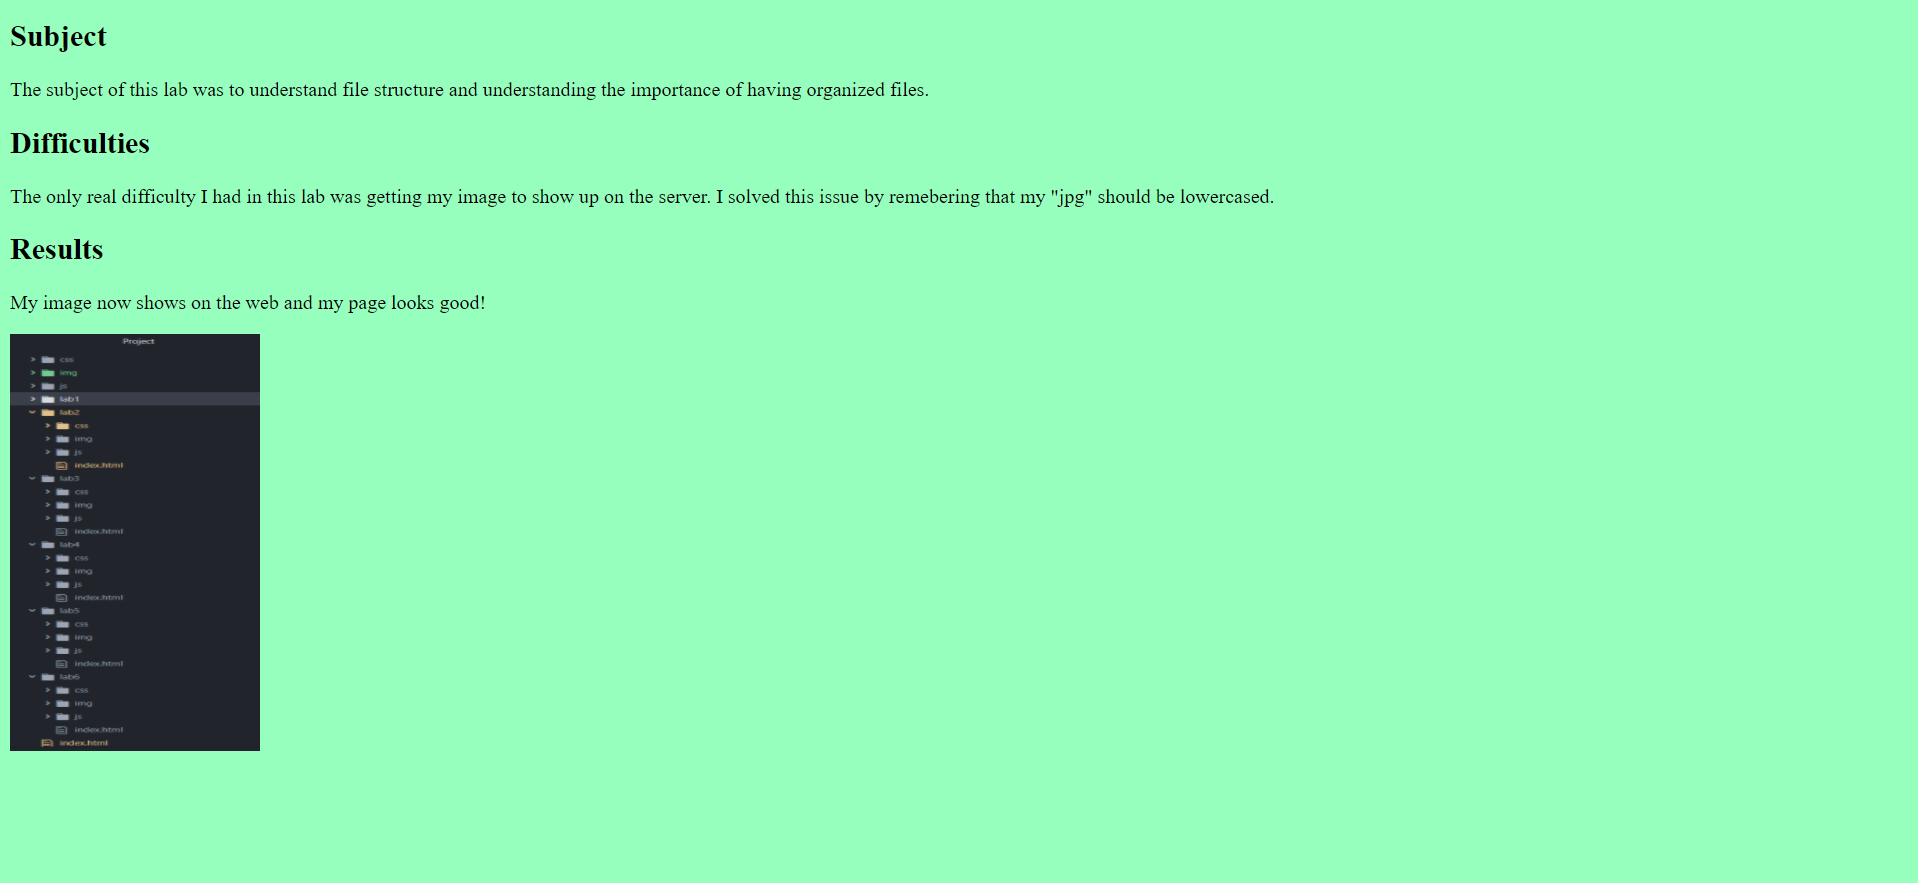 Subject
The subject of this lab was to understand file structure and understanding the importance of having organized files.
Difficulties
The only real difficulty I had in this lab was getting my image to show up on the server. I solved this issue by remebering that my "jpg" should be lowercased.
Results
My image now shows on the web and my page looks good!
Project
css
img
js
lab1
lab2
css
img
js
index.html
lab3
css
img
js
index.html
lab4
css
img
js
index.html
lab5
css
img
js
index.html
lab6
css
img
js
index.html
index.html